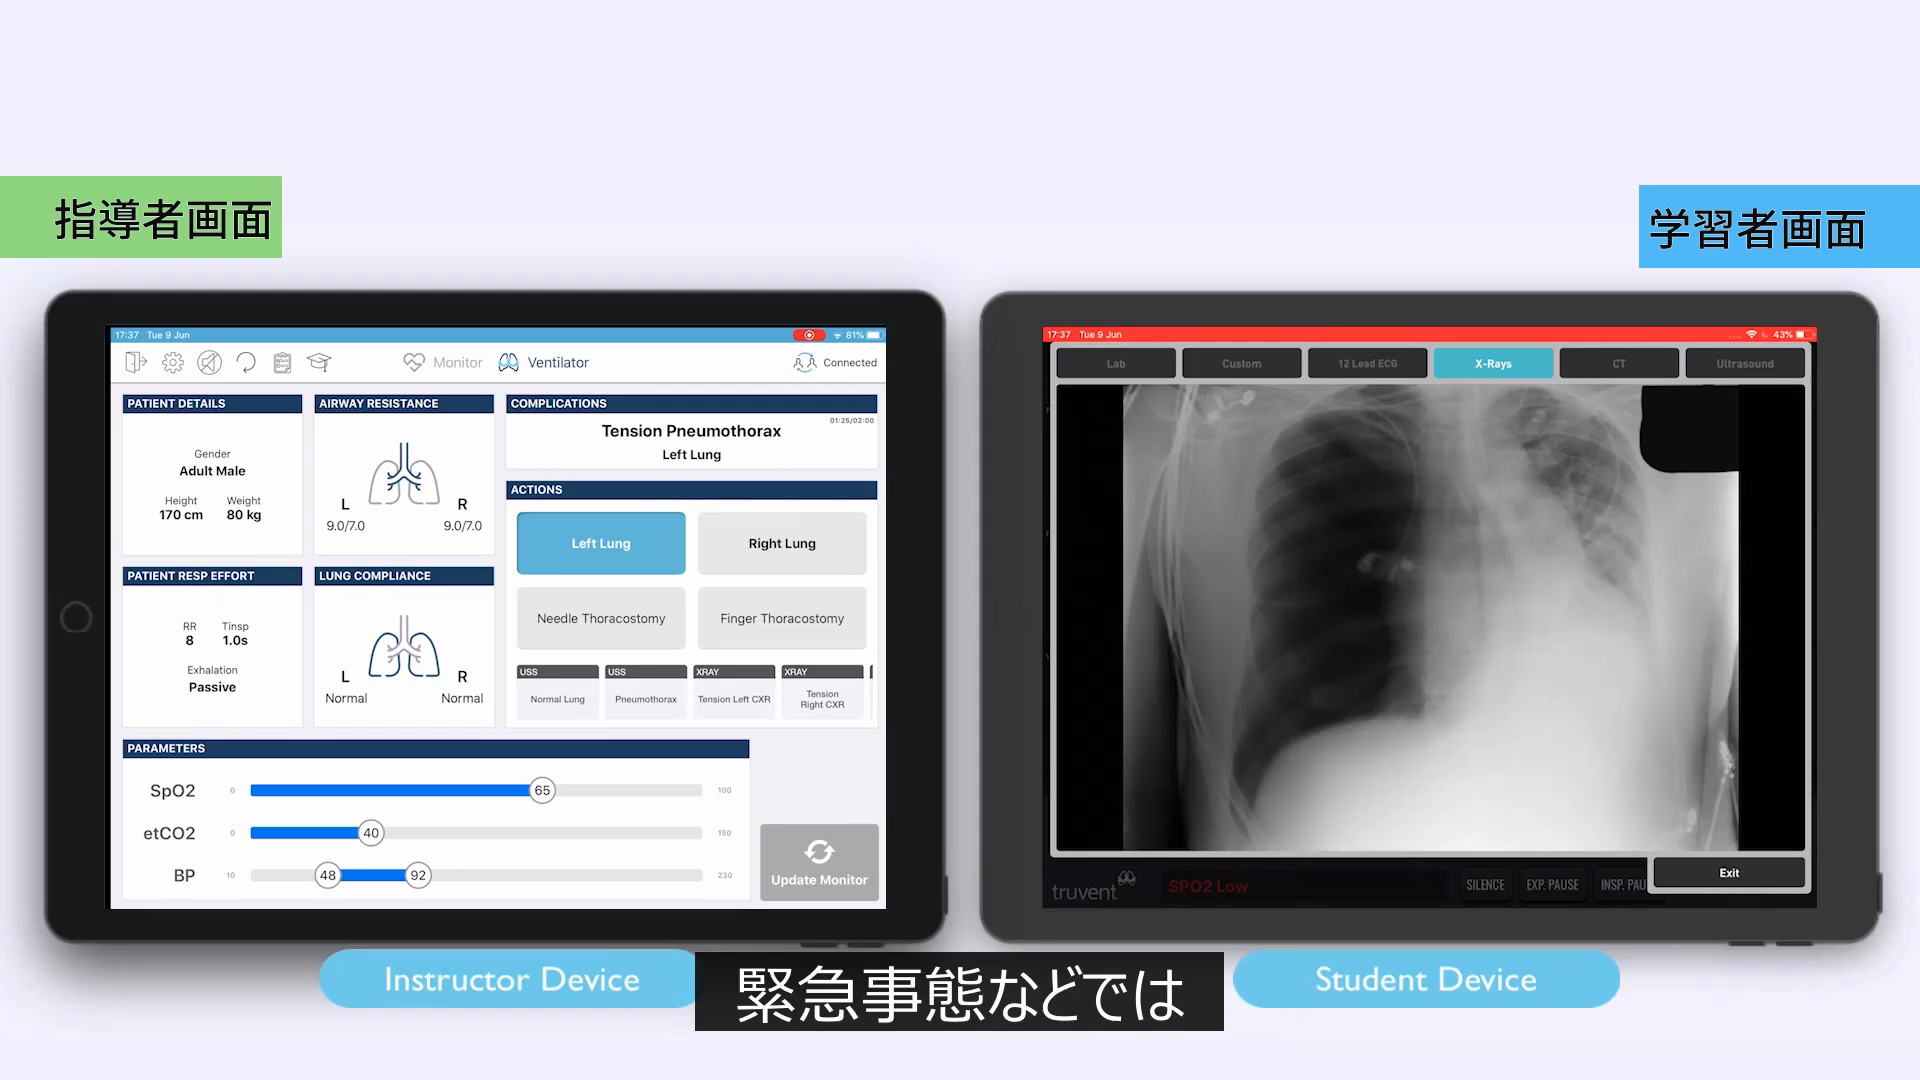 指導者画面
学習者画面
17:37 Tue 9 Jun
81%
Monitor
Ventilator
Connected
PATIENT DETAILS
Gender
Adult Male
Height Weight
170 cm 80 kg
AIRWAY RESISTANCE
L R
9.0/7.0 9.0/7.0
COMPLICATIONS
01:25/02:00
Tension Pneumothorax
Left Lung
ACTIONS
Left Lung
Right Lung
Needle Thoracostomy
Finger Thoracostomy
USS
Normal Lung
USS
Pneumothorax
XRAY
Tension Left CXR
XRAY
Tension
Right CXR
PATIENT RESP EFFORT
RR Tinsp
8 1.0s
Exhalation
Passive
LUNG COMPLIANCE
L R
Normal Normal
PARAMETERS
SpO2 0 65 100
etCO2 0 40 150
BP 10 48 92 230
Update Monitor
17:37 Tue 9 Jun
43%
Lab
Custom
12 Lead ECG
X-Rays
CT
Ultrasound
truvent
SPO2 Low
SILENCE
EXP. PAUSE
INSP. PAU
Exit
Instructor Device
Student Device
緊急事態などでは